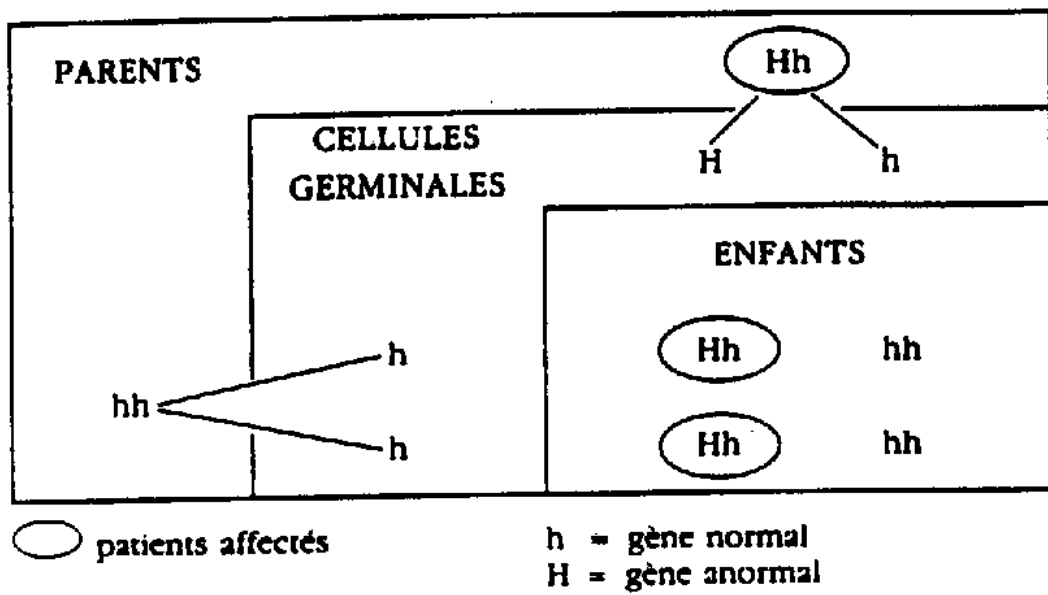 PARENTS
Hh
CELLULES
GERMINALES
H h
ENFANTS
h
Hh hh
hh
h
Hh hh
patients affectés
h = gène normal
H = gène anormal